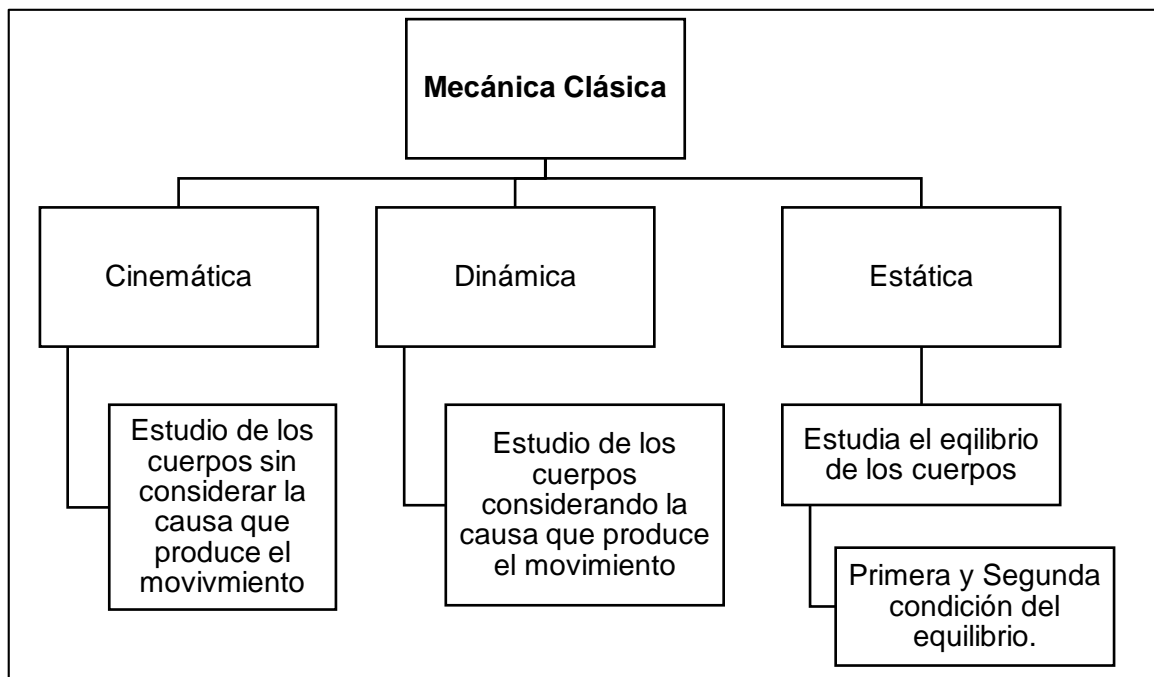 Mecánica Clásica
Cinemática
Dinámica
Estática
Estudio de los
cuerpos sin
considerar la
causa que
produce el
movivmiento
Estudio de los
cuerpos
considerando la
causa que produce
el movimiento
Estudia el eqilibrio
de los cuerpos
Primera y Segunda
condición del
equilibrio.